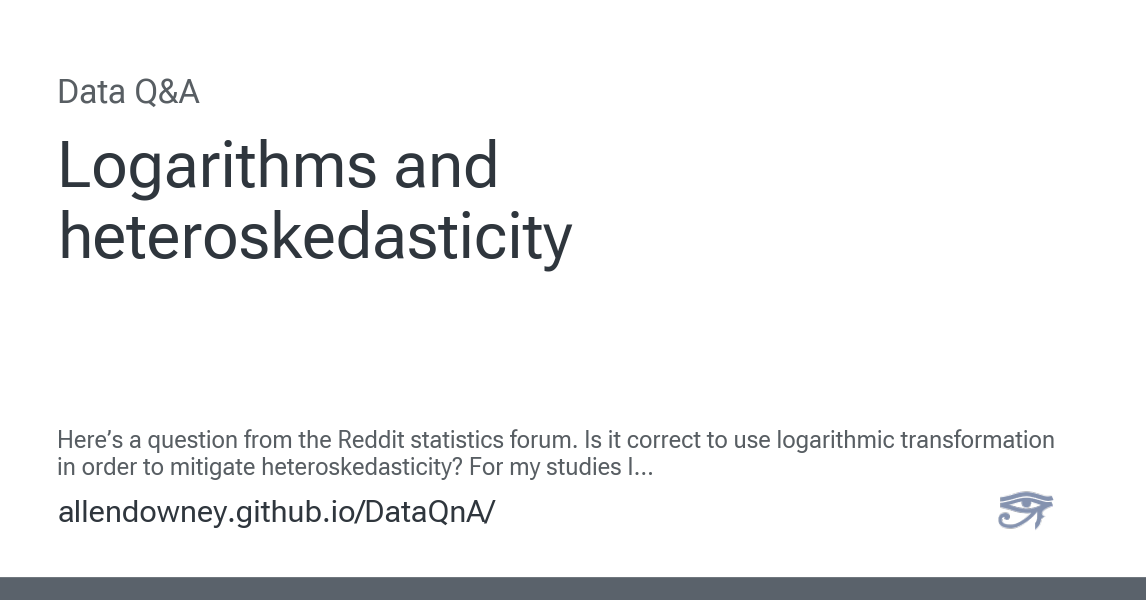 Data Q&A
Logarithms and
heteroskedasticity
Here’s a question from the Reddit statistics forum. Is it correct to use logarithmic transformation
in order to mitigate heteroskedasticity? For my studies I...
allendowney.github.io/DataQnA/